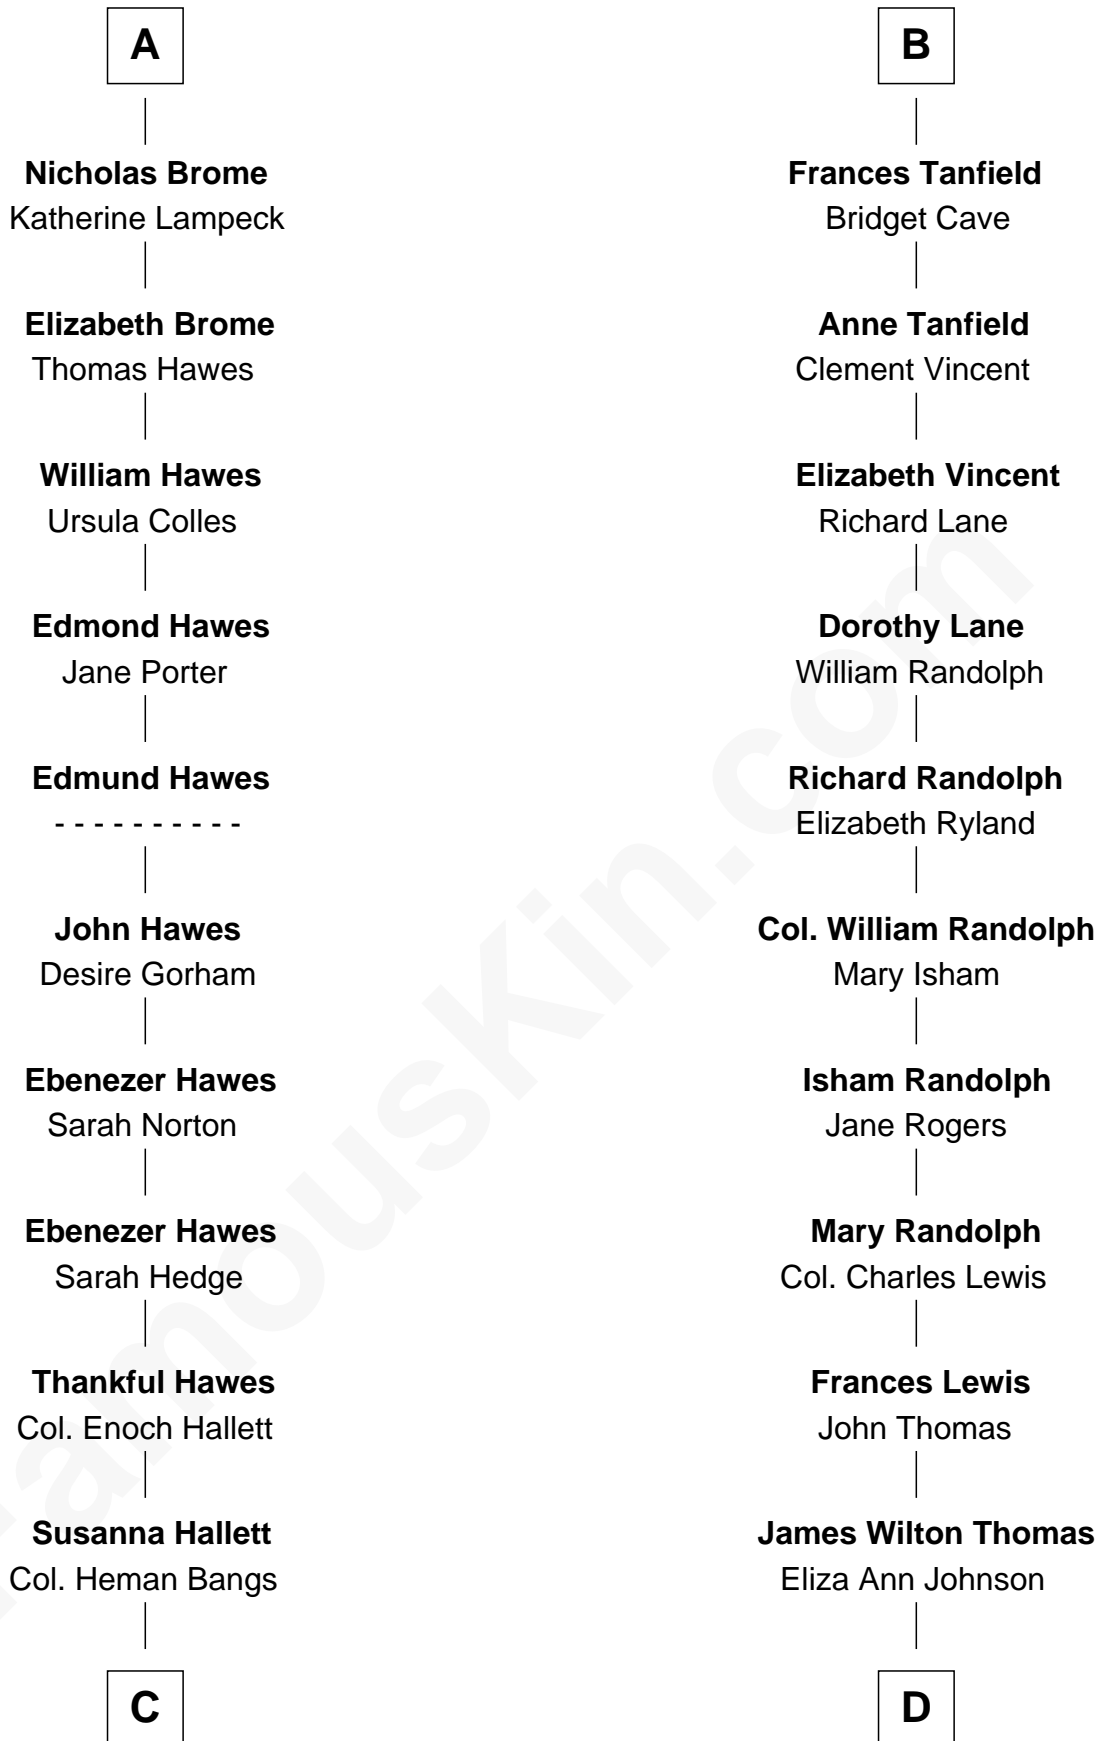 A
Nicholas Brome
Katherine Lampeck
Elizabeth Brome
Thomas Hawes
William Hawes
Ursula Colles
Edmond Hawes
Jane Porter
Edmund Hawes
- - - - - - - - - -
John Hawes
Desire Gorham
Ebenezer Hawes
Sarah Norton
Ebenezer Hawes
Sarah Hedge
Thankful Hawes
Col. Enoch Hallett
Susanna Hallett
Col. Heman Bangs
C
B
Frances Tanfield
Bridget Cave
Anne Tanfield
Clement Vincent
Elizabeth Vincent
Richard Lane
Dorothy Lane
William Randolph
Richard Randolph
Elizabeth Ryland
Col. William Randolph
Mary Isham
Isham Randolph
Jane Rogers
Mary Randolph
Col. Charles Lewis
Frances Lewis
John Thomas
James Wilton Thomas
Eliza Ann Johnson
D
FamousKin.com